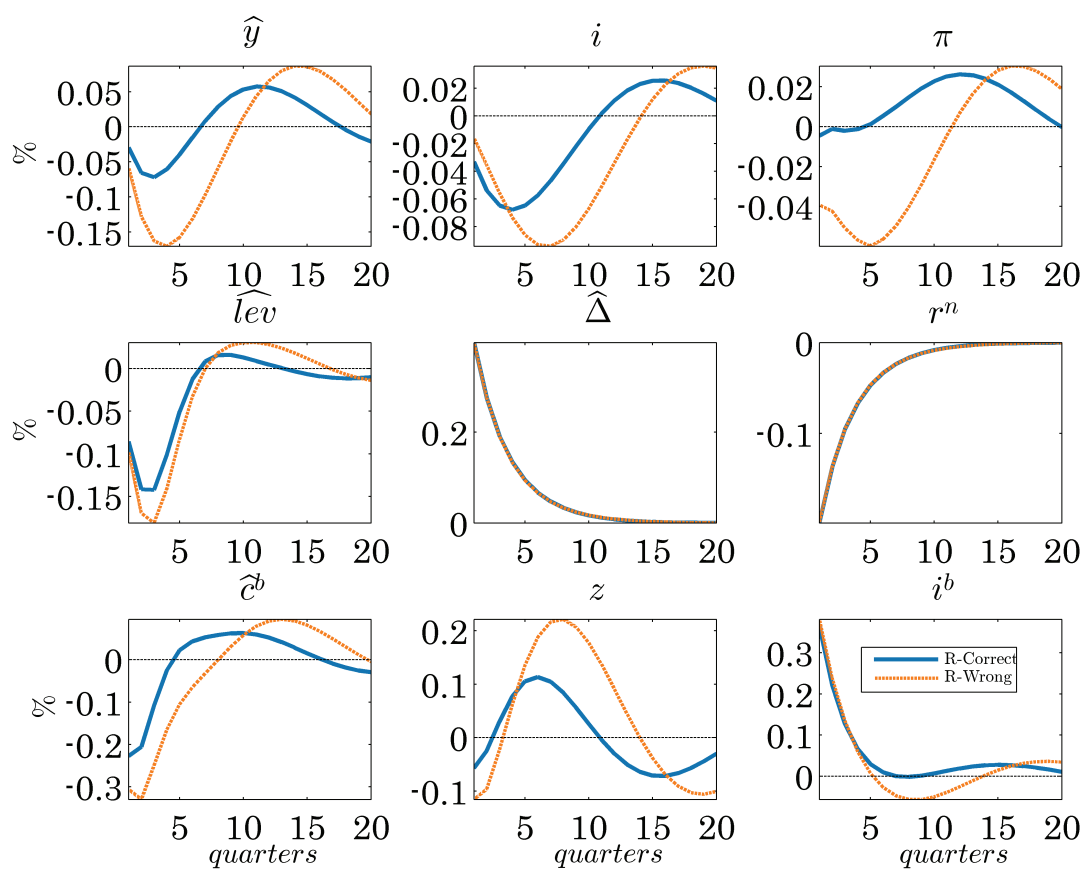 ŷ i π
0.05 0.02 0.02
0 0 0
% -0.05 -0.02 -0.02
-0.1 -0.04 -0.04
-0.15 -0.06
-0.08
5 10 15 20 5 10 15 20 5 10 15 20
l̂ev Δ̂ rⁿ
0 0.2 0
% -0.05 0 -0.1
-0.1
-0.15
5 10 15 20 5 10 15 20 5 10 15 20
ĉᵇ z iᵇ
0 0.2 0.3
% -0.1 0.1 0.2
-0.2 0 0.1
-0.3 -0.1 0
R-Correct
R-Wrong
5 10 15 20 5 10 15 20 5 10 15 20
quarters quarters quarters